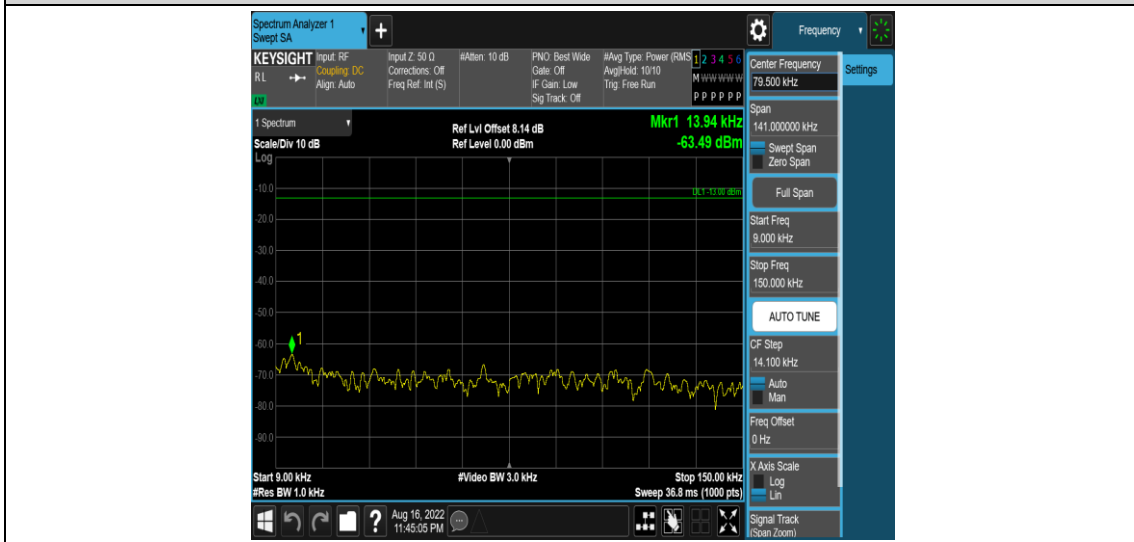 Spectrum Analyzer 1
Swept SA
+
Frequency
KEYSIGHT
RL
Input: RF
Coupling: DC
Align: Auto
Input Z: 50 Ω
Corrections: Off
Freq Ref: Int (S)
#Atten: 10 dB
PNO: Best Wide
Gate: Off
IF Gain: Low
Sig Track: Off
#Avg Type: Power (RMS
Avg|Hold: 10/10
Trig: Free Run
1 2 3 4 5 6
M W W W W W
P P P P P P
1 Spectrum
Scale/Div 10 dB
Log
Ref Lvl Offset 8.14 dB
Ref Level 0.00 dBm
Mkr1 13.94 kHz
-63.49 dBm
DL1 -13.00 dBm
-10.0
-20.0
-30.0
-40.0
-50.0
-60.0
-70.0
-80.0
-90.0
1
Start 9.00 kHz
#Res BW 1.0 kHz
#Video BW 3.0 kHz
Stop 150.00 kHz
Sweep 36.8 ms (1000 pts)
Center Frequency
79.500 kHz
Settings
Span
141.000000 kHz
Swept Span
Zero Span
Full Span
Start Freq
9.000 kHz
Stop Freq
150.000 kHz
AUTO TUNE
CF Step
14.100 kHz
Auto
Man
Freq Offset
0 Hz
X Axis Scale
Log
Lin
Signal Track
(Span Zoom)
?
Aug 16, 2022
11:45:05 PM